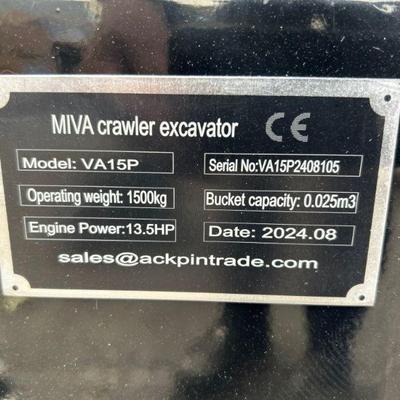 MIVA crawler excavator CE
Model: VA15P Serial No:VA15P2408105
Operating weight: 1500kg Bucket capacity: 0.025m3
Engine Power:13.5HP Date: 2024.08
sales@ackpintrade.com